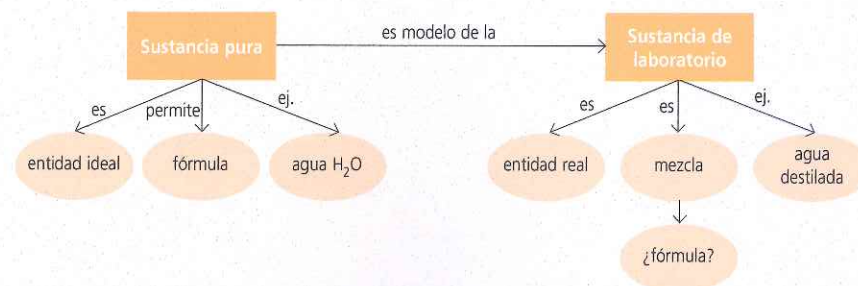 Sustancia pura
es modelo de la
Sustancia de
laboratorio
es
permite
ej.
es
es
ej.
entidad ideal
fórmula
agua H₂O
entidad real
mezcla
agua
destilada
¿fórmula?